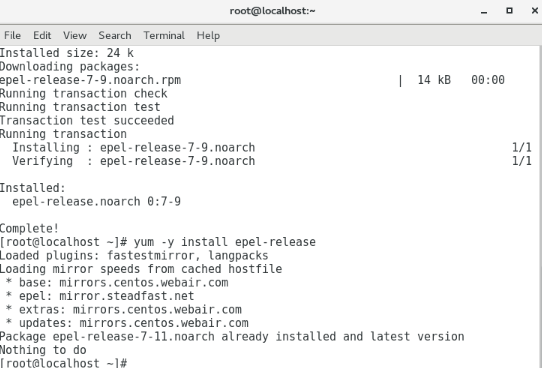 root@localhost:~
File Edit View Search Terminal Help
Installed size: 24 k
Downloading packages:
epel-release-7-9.noarch.rpm | 14 kB 00:00
Running transaction check
Running transaction test
Transaction test succeeded
Running transaction
  Installing : epel-release-7-9.noarch 1/1
  Verifying  : epel-release-7-9.noarch 1/1

Installed:
  epel-release.noarch 0:7-9

Complete!
[root@localhost ~]# yum -y install epel-release
Loaded plugins: fastestmirror, langpacks
Loading mirror speeds from cached hostfile
 * base: mirrors.centos.webair.com
 * epel: mirror.steadfast.net
 * extras: mirrors.centos.webair.com
 * updates: mirrors.centos.webair.com
Package epel-release-7-11.noarch already installed and latest version
Nothing to do
[root@localhost ~]#